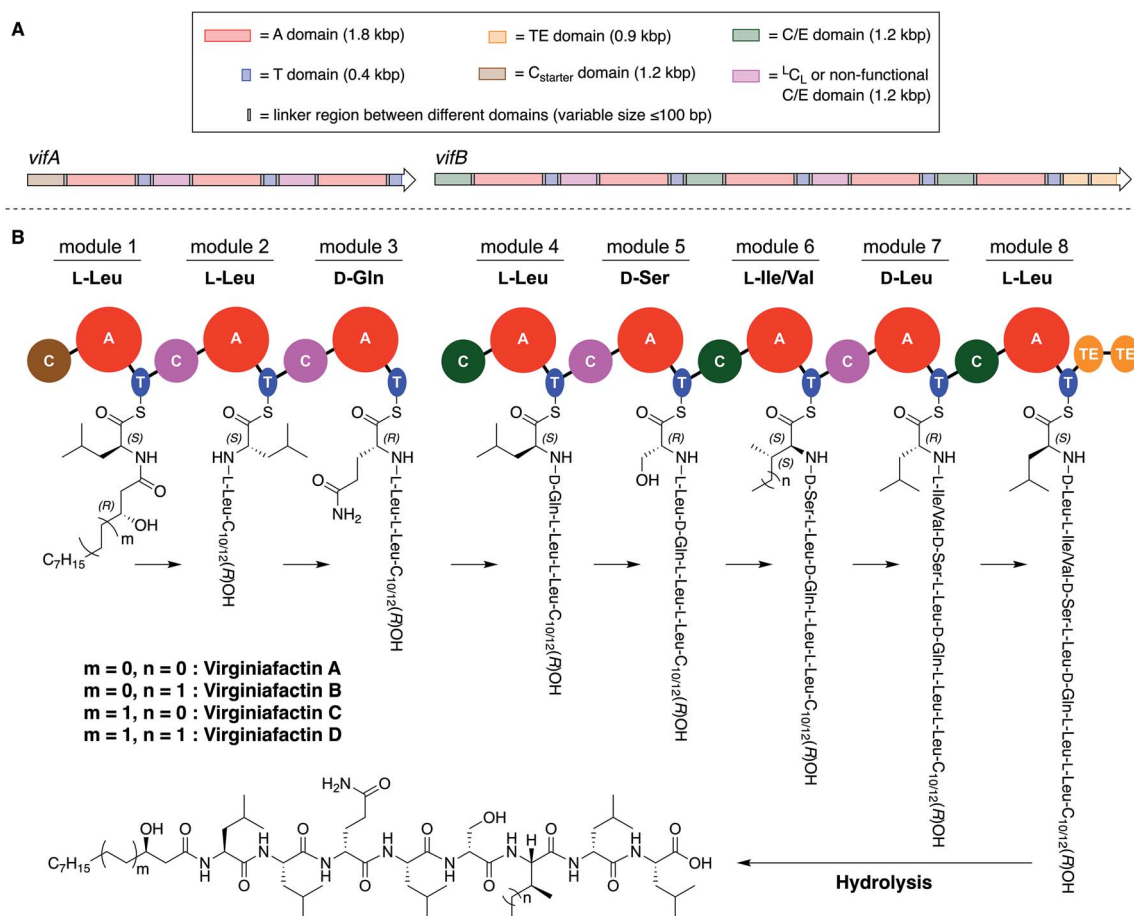 A
= A domain (1.8 kbp)
= TE domain (0.9 kbp)
= C/E domain (1.2 kbp)
= T domain (0.4 kbp)
= Cstarter domain (1.2 kbp)
= LCL or non-functional
C/E domain (1.2 kbp)
= linker region between different domains (variable size ≤100 bp)
vifA
vifB
B
module 1 module 2 module 3 module 4 module 5 module 6 module 7 module 8
L-Leu L-Leu D-Gln L-Leu D-Ser L-Ile/Val D-Leu L-Leu
C A T C A T C A T C A T C A T C A T C A T C A T TE TE
O S (S) NH O (R) OH m C7H15
O S (S) HN L-Leu-C10/12(R)OH
O S (R) NH O NH2 L-Leu-L-Leu-C10/12(R)OH
O S (S) NH D-Gln-L-Leu-L-Leu-C10/12(R)OH
O S (R) NH OH L-Leu-D-Gln-L-Leu-L-Leu-C10/12(R)OH
O S (S) (S) NH n D-Ser-L-Leu-D-Gln-L-Leu-L-Leu-C10/12(R)OH
O S (R) NH L-Ile/Val-D-Ser-L-Leu-D-Gln-L-Leu-L-Leu-C10/12(R)OH
O S (S) NH D-Leu-L-Ile/Val-D-Ser-L-Leu-D-Gln-L-Leu-L-Leu-C10/12(R)OH
m = 0, n = 0 : Virginiafactin A
m = 0, n = 1 : Virginiafactin B
m = 1, n = 0 : Virginiafactin C
m = 1, n = 1 : Virginiafactin D
H2N O
OH O H N O H N O H N O OH H O H N O
C7H15 m N H O N H O N H O N H O n N H O OH
Hydrolysis